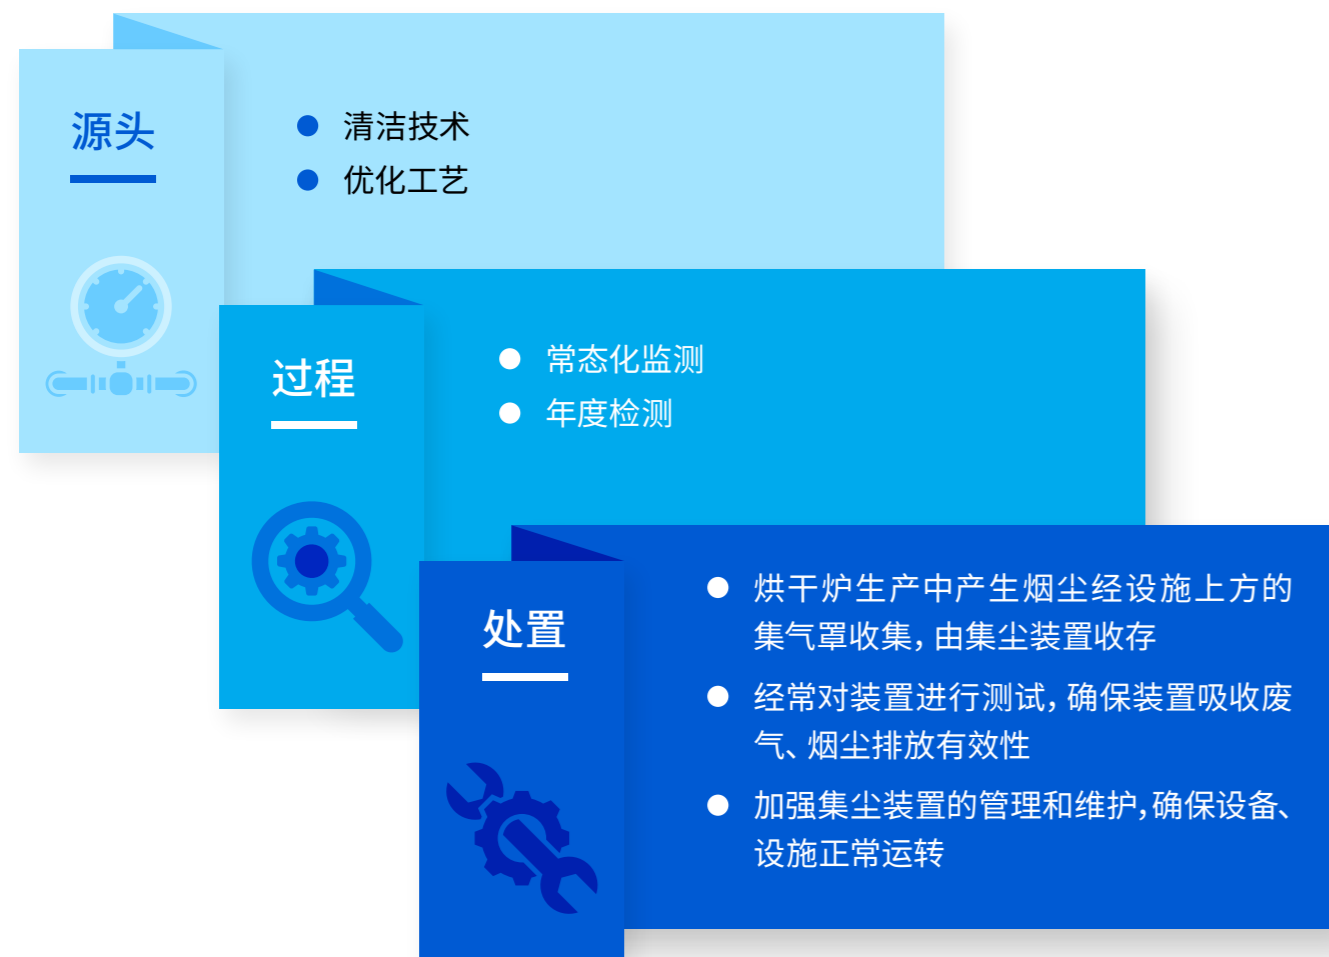 源头
清洁技术
优化工艺
过程
常态化监测
年度检测
处置
烘干炉生产中产生烟尘经设施上方的
集气罩收集，由集尘装置收存
经常对装置进行测试，确保装置吸收废
气、烟尘排放有效性
加强集尘装置的管理和维护，确保设备、
设施正常运转